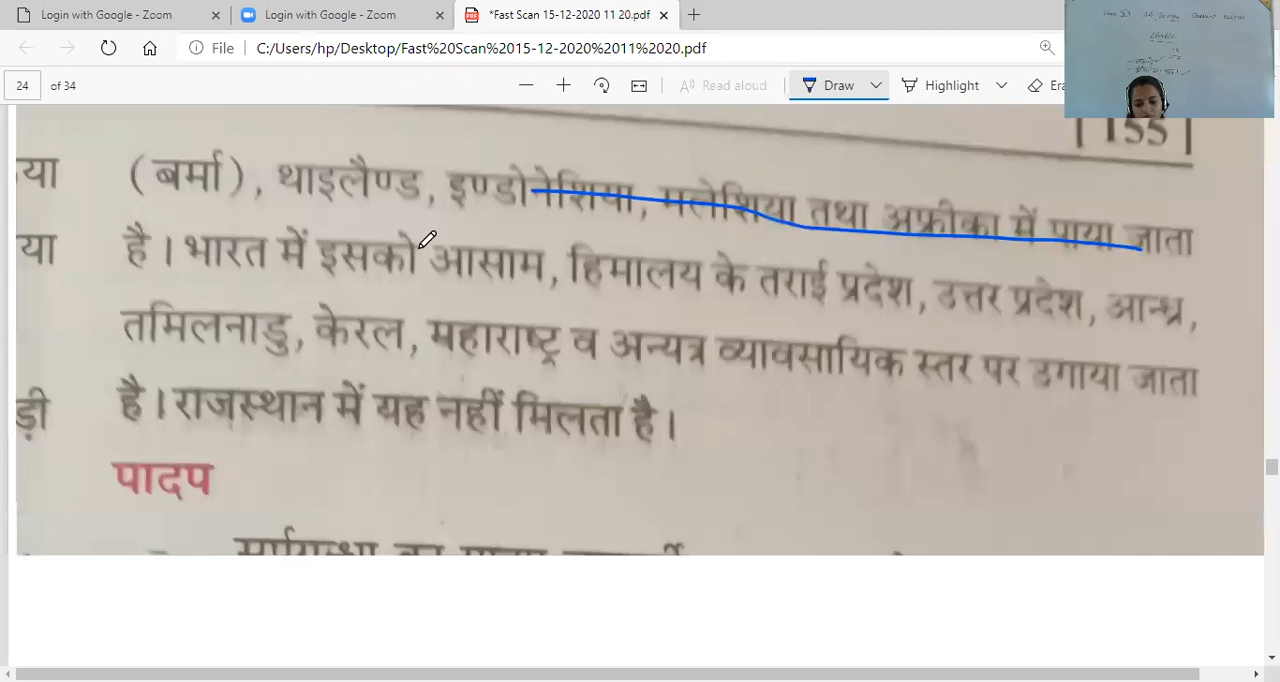 Login with Google - Zoom
Login with Google - Zoom
*Fast Scan 15-12-2020 11 20.pdf
File
C:/Users/hp/Desktop/Fast%20Scan%2015-12-2020%2011%2020.pdf
24 of 34
Read aloud
Draw
Highlight
Era
| 155 |
या (बर्मा), थाइलैण्ड, इण्डोनेशिया, मलेशिया तथा अफ्रीका में पाया जाता
या है। भारत में इसको आसाम, हिमालय के तराई प्रदेश, उत्तर प्रदेश, आन्ध्र,
तमिलनाडु, केरल, महाराष्ट्र व अन्यत्र व्यावसायिक स्तर पर उगाया जाता
ड़ी है। राजस्थान में यह नहीं मिलता है।
पादप